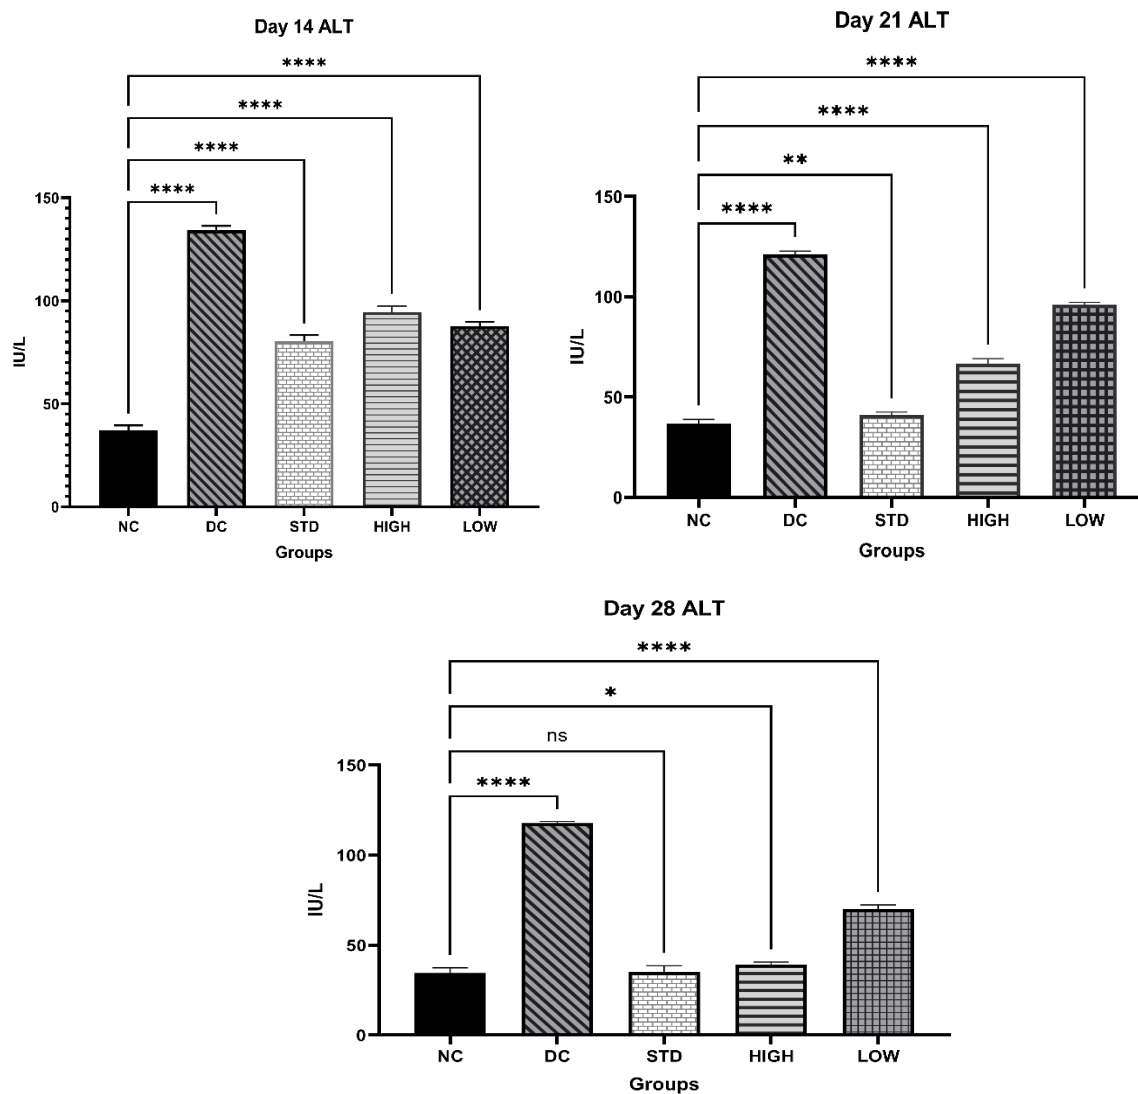 Day 14 ALT
****
****
****
****
150
100
50
0
IU/L
NC DC STD HIGH LOW
Groups
Day 21 ALT
****
****
**
****
150
100
50
0
IU/L
NC DC STD HIGH LOW
Groups
Day 28 ALT
****
*
ns
****
150
100
50
0
IU/L
NC DC STD HIGH LOW
Groups